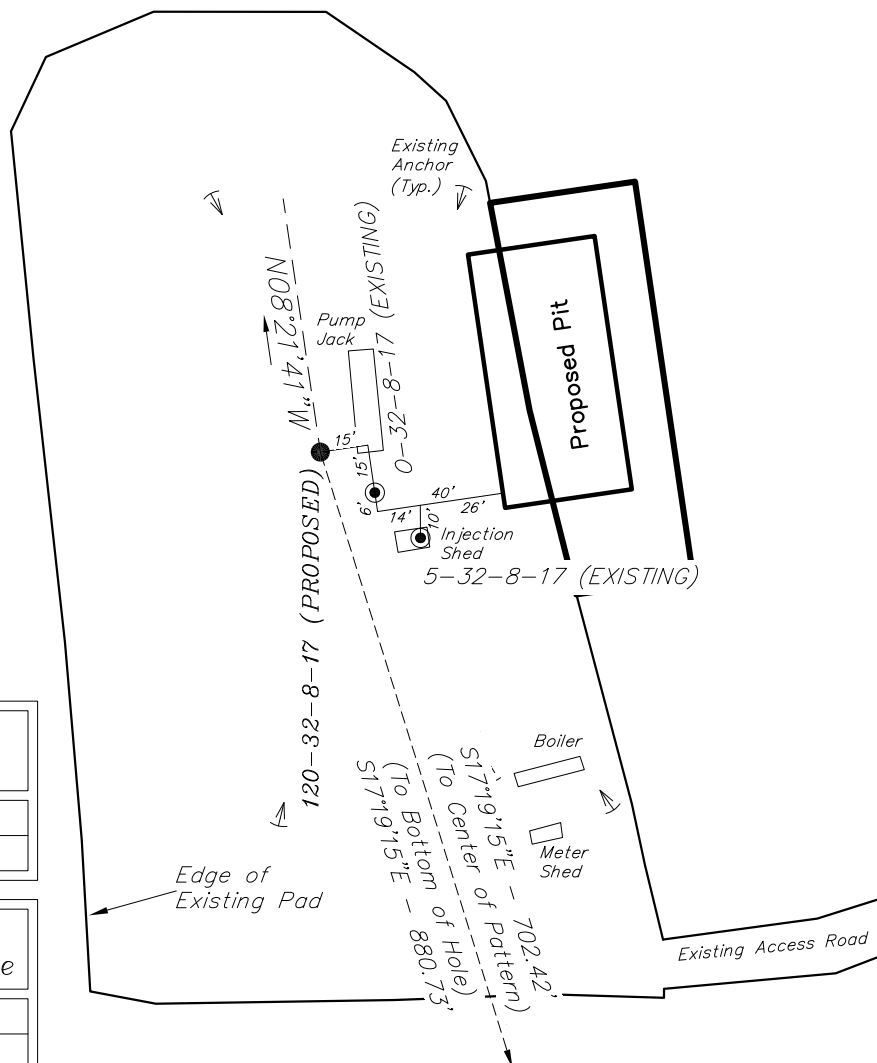 Existing
Anchor
(Typ.)
N08°21'41"W
Pump
Jack
O-32-8-17 (EXISTING)
Proposed Pit
15'
15'
6'
40'
14'
26'
10'
Injection
Shed
5-32-8-17 (EXISTING)
120-32-8-17 (PROPOSED)
Boiler
S17°19'15"E - 702.42'
(To Center of Pattern)
(To Bottom of Hole)
S17°19'15"E - 880.73'
Meter
Shed
Edge of
Existing Pad
Existing Access Road
e